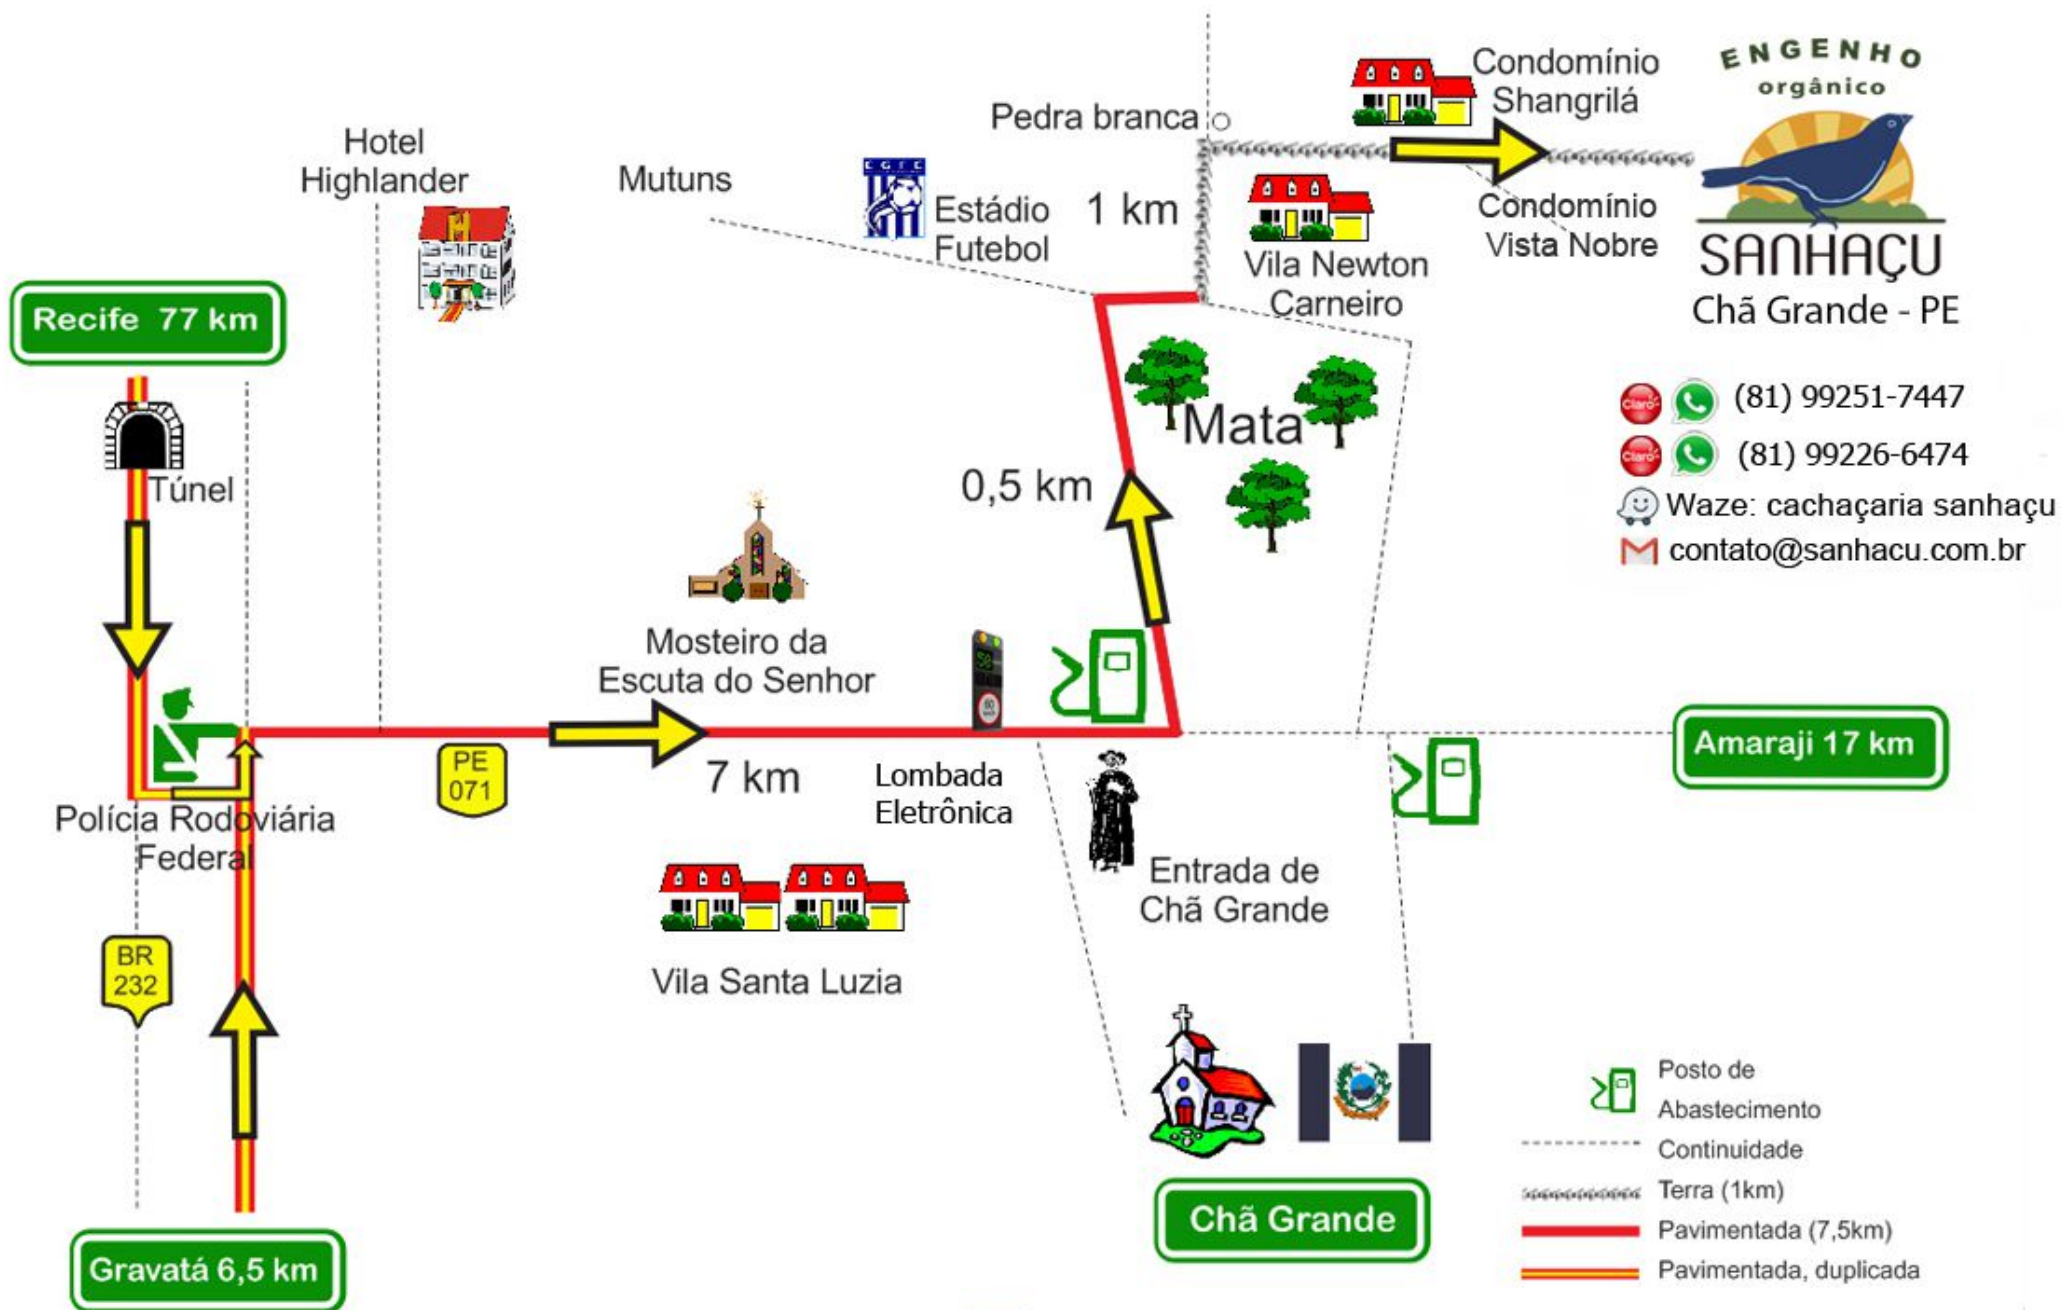 ENGENHO
orgânico
SANHAÇU
Chã Grande - PE
Condomínio
Shangrilá
Pedra branca
Hotel
Highlander
Mutuns
Estádio
Futebol
1 km
Condomínio
Vista Nobre
Vila Newton
Carneiro
Recife 77 km
Túnel
Mata
0,5 km
Claro
(81) 99251-7447
Claro
(81) 99226-6474
Waze: cachaçaria sanhaçu
contato@sanhacu.com.br
Mosteiro da
Escuta do Senhor
58
60
Amaraji 17 km
PE
071
7 km
Lombada
Eletrônica
Polícia Rodoviária
Federal
Entrada de
Chã Grande
BR
232
Vila Santa Luzia
Chã Grande
Gravatá 6,5 km
Posto de
Abastecimento
Continuidade
Terra (1km)
Pavimentada (7,5km)
Pavimentada, duplicada